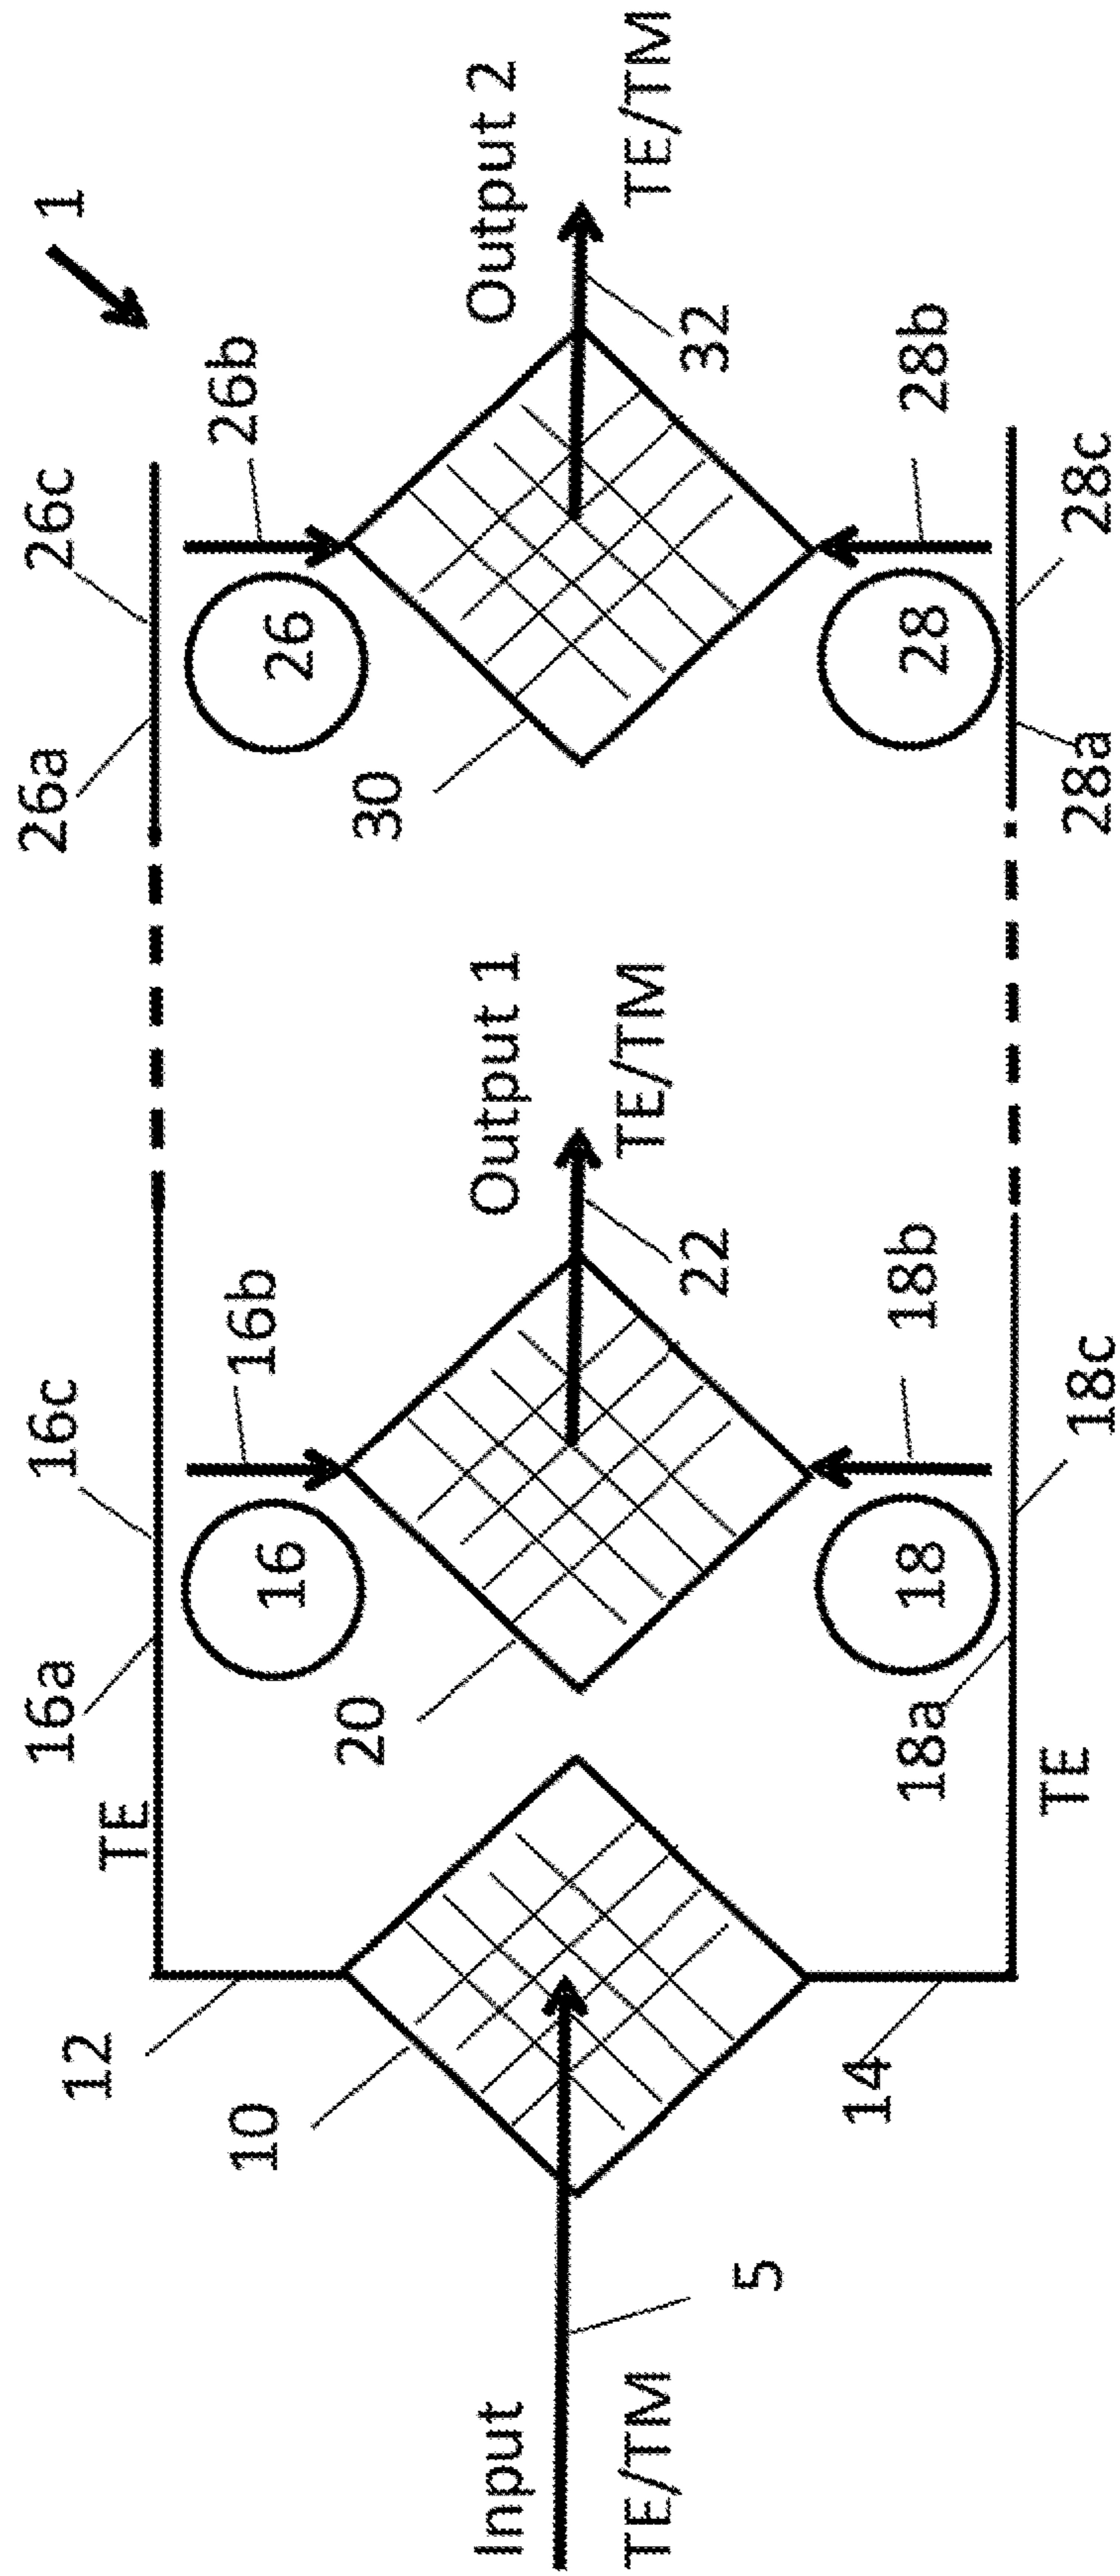 1
26a
26c
26b
16a
16c
16b
TE
12
26
16
10
30
20
Output 2
Output 1
Input
TE/TM
TE/TM
TE/TM
32
22
5
28
28b
18
18b
18a
14
28a
28c
18c
TE